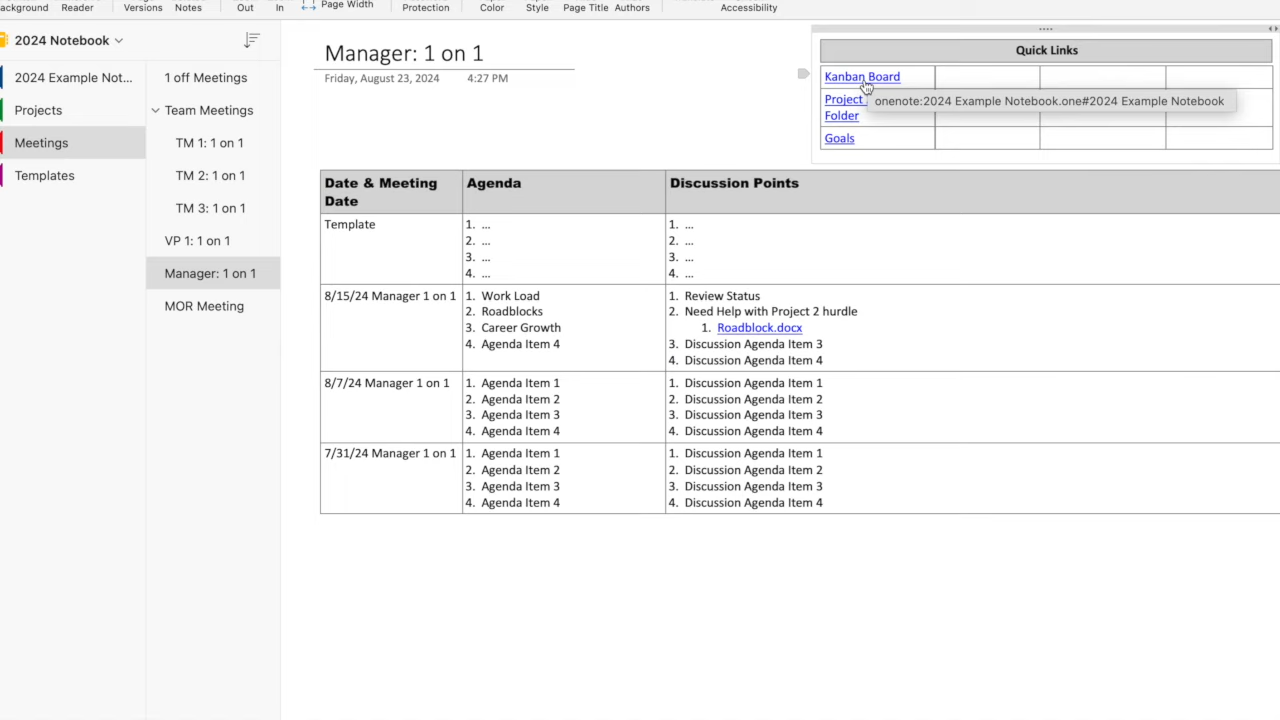 Page Width
ackground
Reader
Versions
Notes
Out
In
Protection
Color
Style
Page Title
Authors
Accessibility
2024 Notebook
2024 Example Not...
Projects
Meetings
Templates
1 off Meetings
Team Meetings
TM 1: 1 on 1
TM 2: 1 on 1
TM 3: 1 on 1
VP 1: 1 on 1
Manager: 1 on 1
MOR Meeting
Manager: 1 on 1
Friday, August 23, 2024 4:27 PM
Quick Links
Kanban Board
Project
Folder
Goals
onenote:2024 Example Notebook.one#2024 Example Notebook
Date & Meeting
Date
Agenda
Discussion Points
Template
1. ...
2. ...
3. ...
4. ...
1. ...
2. ...
3. ...
4. ...
8/15/24 Manager 1 on 1
1. Work Load
2. Roadblocks
3. Career Growth
4. Agenda Item 4
1. Review Status
2. Need Help with Project 2 hurdle
1. Roadblock.docx
3. Discussion Agenda Item 3
4. Discussion Agenda Item 4
8/7/24 Manager 1 on 1
1. Agenda Item 1
2. Agenda Item 2
3. Agenda Item 3
4. Agenda Item 4
1. Discussion Agenda Item 1
2. Discussion Agenda Item 2
3. Discussion Agenda Item 3
4. Discussion Agenda Item 4
7/31/24 Manager 1 on 1
1. Agenda Item 1
2. Agenda Item 2
3. Agenda Item 3
4. Agenda Item 4
1. Discussion Agenda Item 1
2. Discussion Agenda Item 2
3. Discussion Agenda Item 3
4. Discussion Agenda Item 4